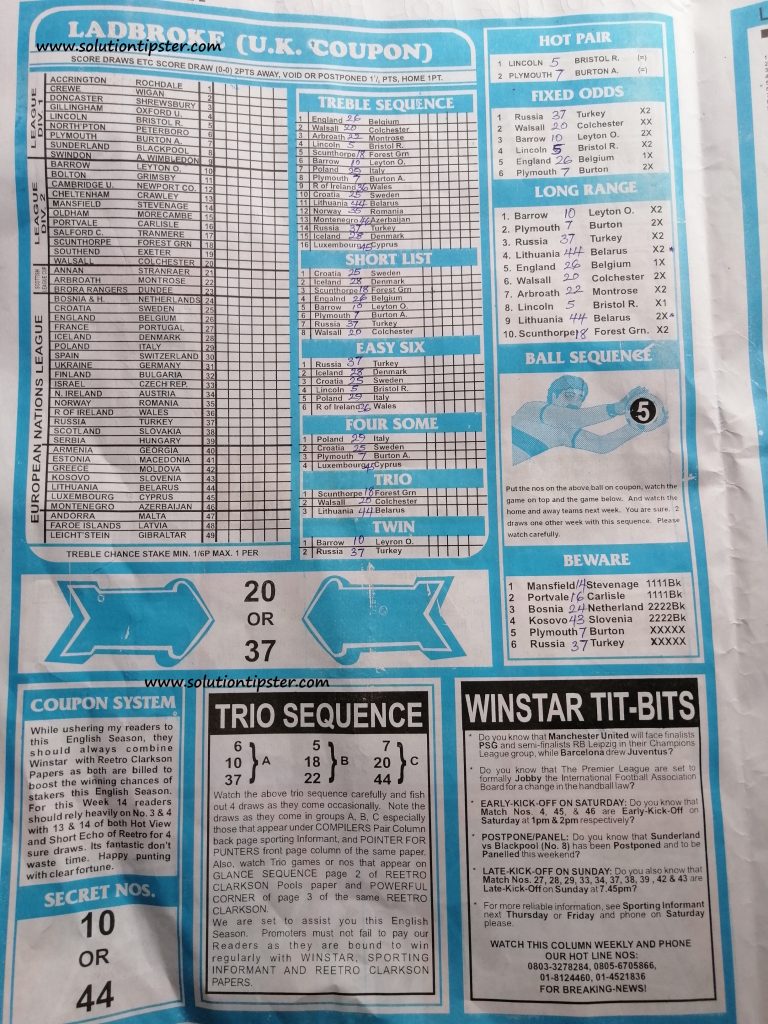 www.solutiontipster.com
LADBROKE (U.K. COUPON)
SCORE DRAWS ETC SCORE DRAW (0-0) 2PTS AWAY, VOID OR POSTPONED 1½, PTS, HOME 1PT.
LEAGUE DIV. 1
ACCRINGTON ROCHDALE 1
CREWE WIGAN 2
DONCASTER SHREWSBURY 3
GILLINGHAM OXFORD U. 4
LINCOLN BRISTOL R. 5
NORTH'PTON PETERBORO 6
PLYMOUTH BURTON A. 7
SUNDERLAND BLACKPOOL 8
SWINDON A. WIMBLEDON 9
LEAGUE DIV. 2
BARROW LEYTON O. 10
BOLTON GRIMSBY 11
CAMBRIDGE U. NEWPORT CO. 12
CHELTENHAM CRAWLEY 13
MANSFIELD STEVENAGE 14
OLDHAM MORECAMBE 15
PORTVALE CARLISLE 16
SALFORD C. TRANMERE 17
SCUNTHORPE FOREST GRN 18
SOUTHEND EXETER 19
WALSALL COLCHESTER 20
ANNAN STRANRAER 21
ARBROATH MONTROSE 22
BRORA RANGERS DUNDEE 23
EUROPEAN NATIONS LEAGUE
BOSNIA & H. NETHERLANDS 24
CROATIA SWEDEN 25
ENGLAND BELGIUM 26
FRANCE PORTUGAL 27
ICELAND DENMARK 28
POLAND ITALY 29
SPAIN SWITZERLAND 30
UKRAINE GERMANY 31
FINLAND BULGARIA 32
ISRAEL CZECH REP. 33
N. IRELAND AUSTRIA 34
NORWAY ROMANIA 35
R OF IRELAND WALES 36
RUSSIA TURKEY 37
SCOTLAND SLOVAKIA 38
SERBIA HUNGARY 39
ARMENIA GEORGIA 40
ESTONIA MACEDONIA 41
GREECE MOLDOVA 42
KOSOVO SLOVENIA 43
LITHUANIA BELARUS 44
LUXEMBOURG CYPRUS 45
MONTENEGRO AZERBAIJAN 46
ANDORRA MALTA 47
FAROE ISLANDS LATVIA 48
LEICHT'STEIN GIBRALTAR 49
TREBLE CHANCE STAKE MIN. 1/6P MAX. 1 PER
TREBLE SEQUENCE
1 England 26 Belgium
2 Walsall 20 Colchester
3 Arbroath 22 Montrose
4 Lincoln 5 Bristol R.
5 Scunthorpe 18 Forest Grn
6 Barrow 10 Leyton O.
7 Poland 29 Italy
8 Plymouth 7 Burton A.
9 R of Ireland 36 Wales
10 Croatia 25 Sweden
11 Lithuania 44 Belarus
12 Norway 35 Romania
13 Montenegro 46 Azerbaijan
14 Russia 37 Turkey
15 Iceland 28 Denmark
16 Luxembourg 45 Cyprus
SHORT LIST
1 Croatia 25 Sweden
2 Iceland 28 Denmark
3 Scunthorpe 18 Forest Grn
4 Engalnd 26 Belgium
5 Barrow 10 Leyton O.
6 Plymouth 7 Burton A.
7 Russia 37 Turkey
8 Walsall 20 Colchester
EASY SIX
1 Russia 37 Turkey
2 Iceland 28 Denmark
3 Croatia 25 Sweden
4 Lincoln 5 Bristol R.
5 Poland 29 Italy
6 R of Ireland 36 Wales
FOUR SOME
1 Poland 29 Italy
2 Croatia 25 Sweden
3 Plymouth 7 Burton A.
4 Luxembourg 45 Cyprus
TRIO
1 Scunthorpe 18 Forest Grn
2 Walsall 20 Colchester
3 Lithuania 44 Belarus
TWIN
1 Barrow 10 Leyron O.
2 Russia 37 Turkey
HOT PAIR
1 LINCOLN 5 BRISTOL R. (=)
2 PLYMOUTH 7 BURTON A. (=)
FIXED ODDS
1 Russia 37 Turkey X2
2 Walsall 20 Colchester XX
3 Barrow 10 Leyton O. 2X
4 Lincoln 5 Bristol R. X2
5 England 26 Belgium 1X
6 Plymouth 7 Burton 2X
LONG RANGE
1. Barrow 10 Leyton O. X2
2. Plymouth 7 Burton 2X
3. Russia 37 Turkey X2
4. Lithuania 44 Belarus X2 *
5. England 26 Belgium 1X
6. Walsall 20 Colchester 2X
7. Arbroath 22 Montrose X2
8. Lincoln 5 Bristol R. X1
9 Lithuania 44 Belarus 2X*
10. Scunthorpe 18 Forest Grn. X2
BALL SEQUENCE
5
Put the nos on the above ball on coupon, watch the
game on top and the game below. And watch the
home and away teams next week. You are sure. 2
draws one other week with this sequence. Please
watch carefully.
BEWARE
1 Mansfield 14 Stevenage 1111Bk
2 Portvale 16 Carlisle 1111Bk
3 Bosnia 24 Netherland 2222Bk
4 Kosovo 43 Slovenia 2222Bk
5 Plymouth 7 Burton XXXXX
6 Russia 37 Turkey XXXXX
20
OR
37
www.solutiontipster.com
COUPON SYSTEM
While ushering my readers to
this English Season, they
should always combine
Winstar with Reetro Clarkson
Papers as both are billed to
boost the winning chances of
stakers this English Season.
For this Week 14 readers
should rely heavily on No. 3 & 4
with 13 & 14 of both Hot View
and Short Echo of Reetro for 4
sure draws. Its fantastic don't
waste time. Happy punting
with clear fortune.
SECRET NOS.
10
OR
44
TRIO SEQUENCE
6 5 7
10 } A 18 } B 20 } C
37 22 44
Watch the above trio sequence carefully and fish
out 4 draws as they come occasionally. Note the
draws as they come in groups A, B, C especially
those that appear under COMPILERS Pair Column
back page sporting Informant, and POINTER FOR
PUNTERS front page column of the same paper.
Also, watch Trio games or nos that appear on
GLANCE SEQUENCE page 2 of REETRO
CLARKSON Pools paper and POWERFUL
CORNER of page 3 of the same REETRO
CLARKSON.
We are set to assist you this English
Season. Promoters must not fail to pay our
Readers as they are bound to win
regularly with WINSTAR, SPORTING
INFORMANT AND REETRO CLARKSON
PAPERS.
WINSTAR TIT-BITS
* Do you know that Manchester United will face finalists
PSG and semi-finalists RB Leipzig in their Champions
League group, while Barcelona drew Juventus?
* Do you know that The Premier League are set to
formally Jobby the International Football Association
Board for a change in the handball law?
* EARLY-KICK-OFF ON SATURDAY: Do you know that
Match Nos. 4, 45, & 46 are Early-Kick-Off on
Saturday at 1pm & 2pm respectively?
* POSTPONE/PANEL: Do you know that Sunderland
vs Blackpool (No. 8) has been Postponed and to be
Panelled this weekend?
* LATE-KICK-OFF ON SUNDAY: Do you also know that
Match Nos. 27, 28, 29, 33, 34, 37, 38, 39 , 42 & 43 are
Late-Kick-Off on Sunday at 7.45pm?
* For more reliable information, see Sporting Informant
next Thursday or Friday and phone on Saturday
please.
WATCH THIS COLUMN WEEKLY AND PHONE
OUR HOT LINE NOS:
0803-3278284, 0805-6705866,
01-8124460, 01-4521836
FOR BREAKING-NEWS!